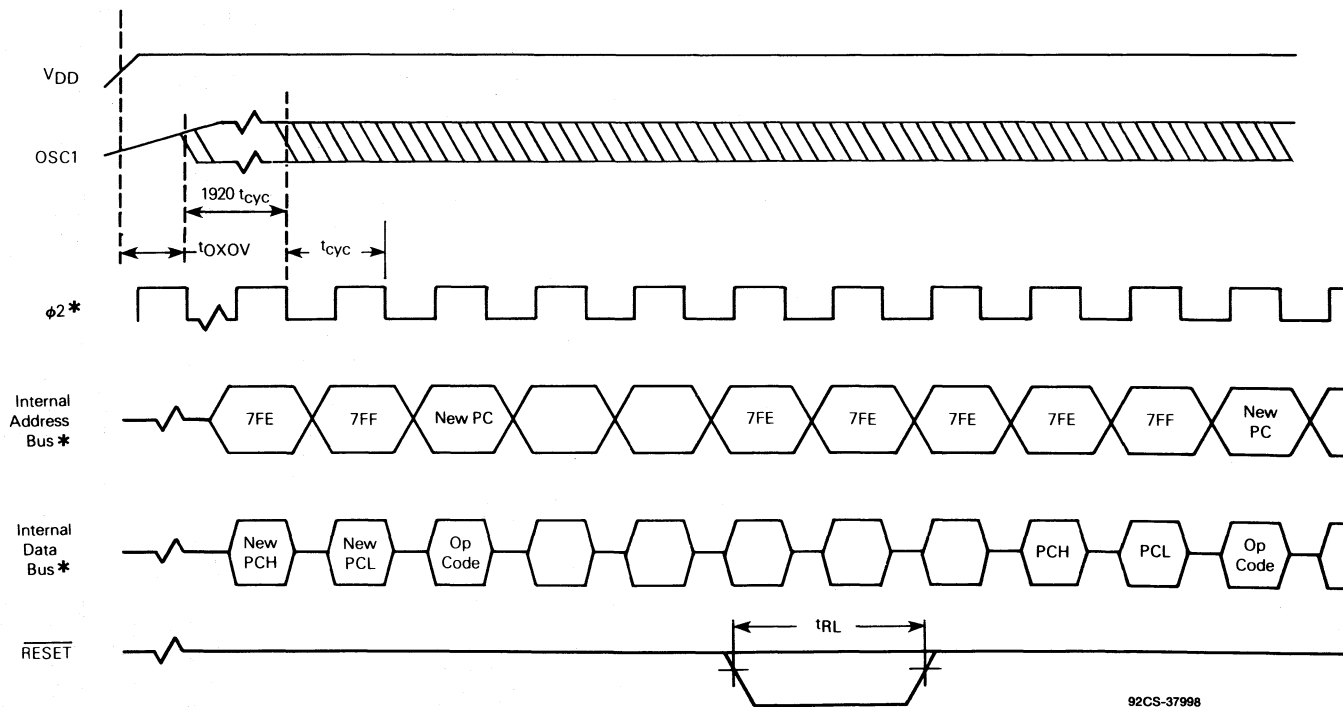 VDD
OSC1
1920 tcyc
tOXOV
tcyc
ϕ2*
Internal
Address
Bus*
7FE
7FF
New PC
7FE
7FE
7FE
7FE
7FF
New
PC
Internal
Data
Bus*
New
PCH
New
PCL
Op
Code
PCH
PCL
Op
Code
tRL
RESET
92CS-37998